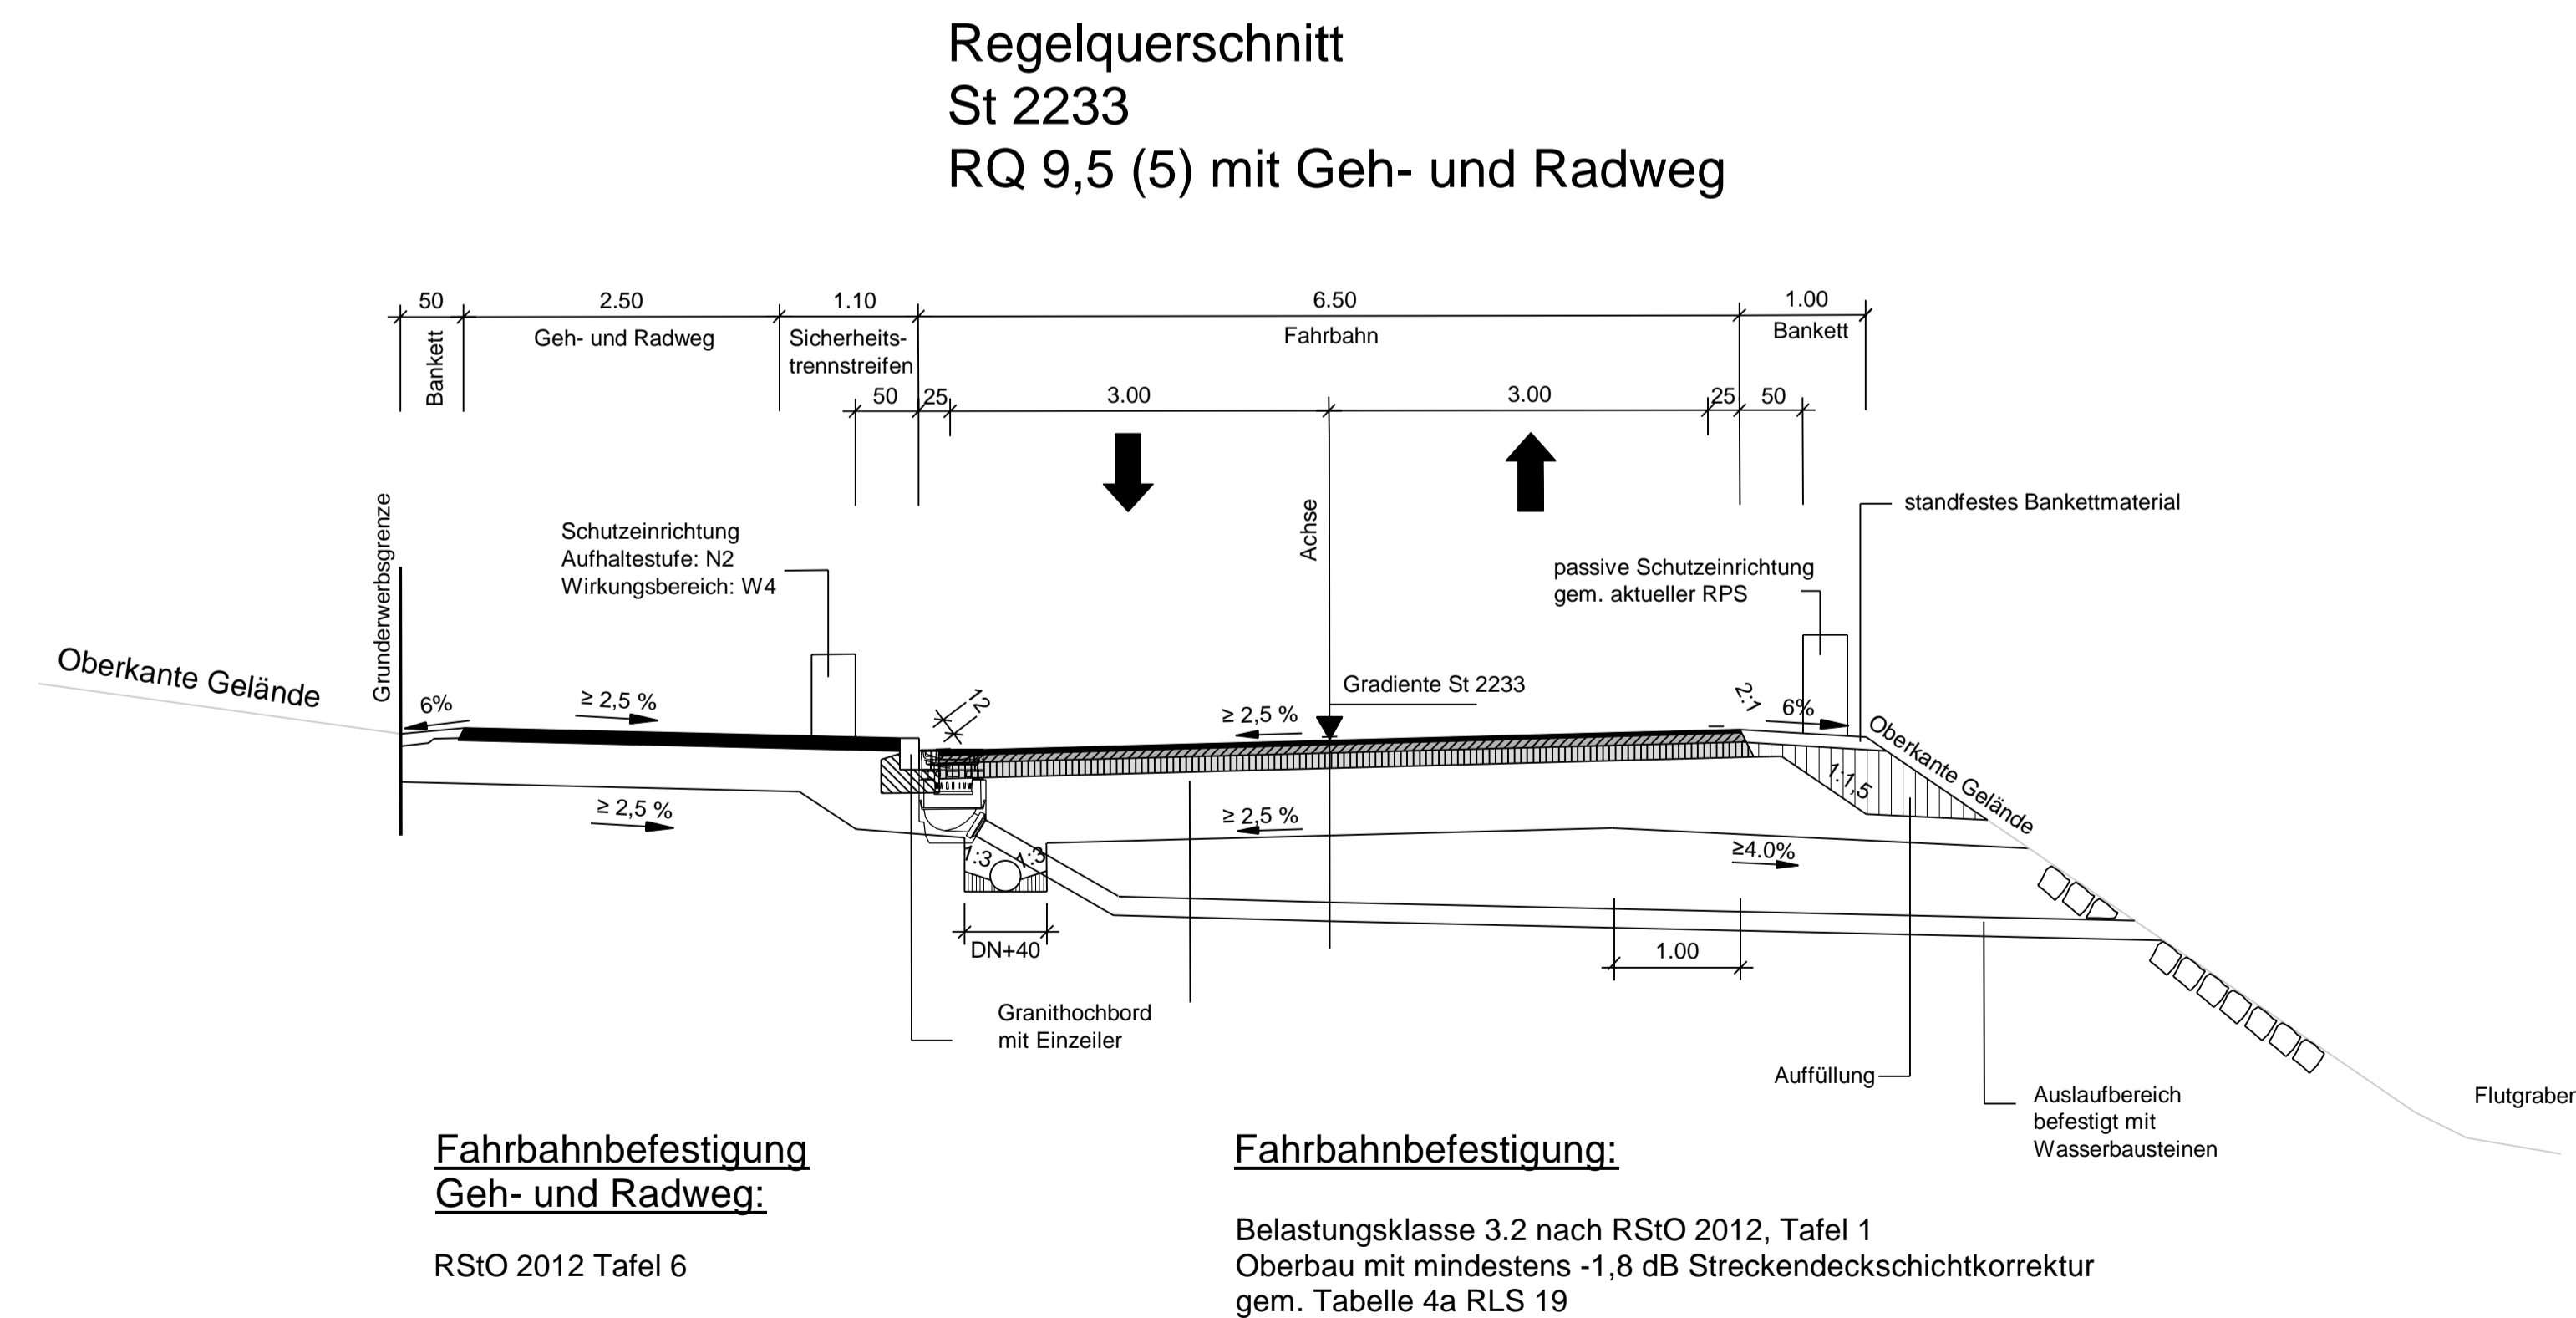 Regelquerschnitt
St 2233
RQ 9,5 (5) mit Geh- und Radweg
50
2.50
1.10
6.50
1.00
Bankett
Geh- und Radweg
Sicherheits-
trennstreifen
Fahrbahn
Bankett
50
25
3.00
3.00
25
50
Grunderwerbsgrenze
Schutzeinrichtung
Aufhaltestufe: N2
Wirkungsbereich: W4
Achse
standfestes Bankettmaterial
passive Schutzeinrichtung
gem. aktueller RPS
Oberkante Gelände
6%
≥ 2,5 %
12
≥ 2,5 %
Gradiente St 2233
2:1
6%
Oberkante Gelände
1:1,5
≥ 2,5 %
≥ 2,5 %
1:3
1:3
≥4.0%
DN+40
1.00
Granithochbord
mit Einzeiler
Auffüllung
Auslaufbereich
befestigt mit
Wasserbausteinen
Flutgraben
Fahrbahnbefestigung
Geh- und Radweg:
RStO 2012 Tafel 6
Fahrbahnbefestigung:
Belastungsklasse 3.2 nach RStO 2012, Tafel 1
Oberbau mit mindestens -1,8 dB Streckendeckschichtkorrektur
gem. Tabelle 4a RLS 19